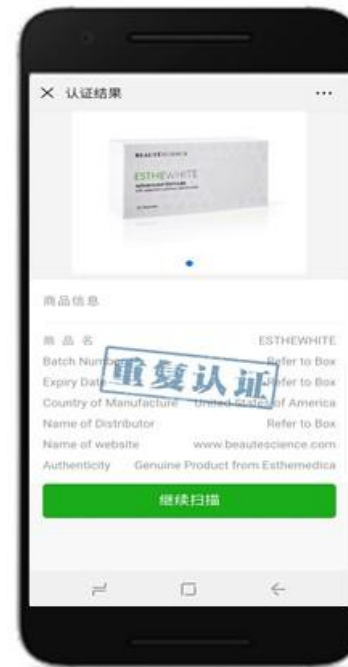 认证结果
BEAUTESCIENCE
ESTHEWHITE
商品信息
商品名 ESTHEWHITE
Batch Number Refer to Box
Expiry Date Refer to Box
重复认证
Country of Manufacture United States of America
Name of Distributor Refer to Box
Name of website www.beautescience.com
Authenticity Genuine Product from Esthemedica
继续扫描